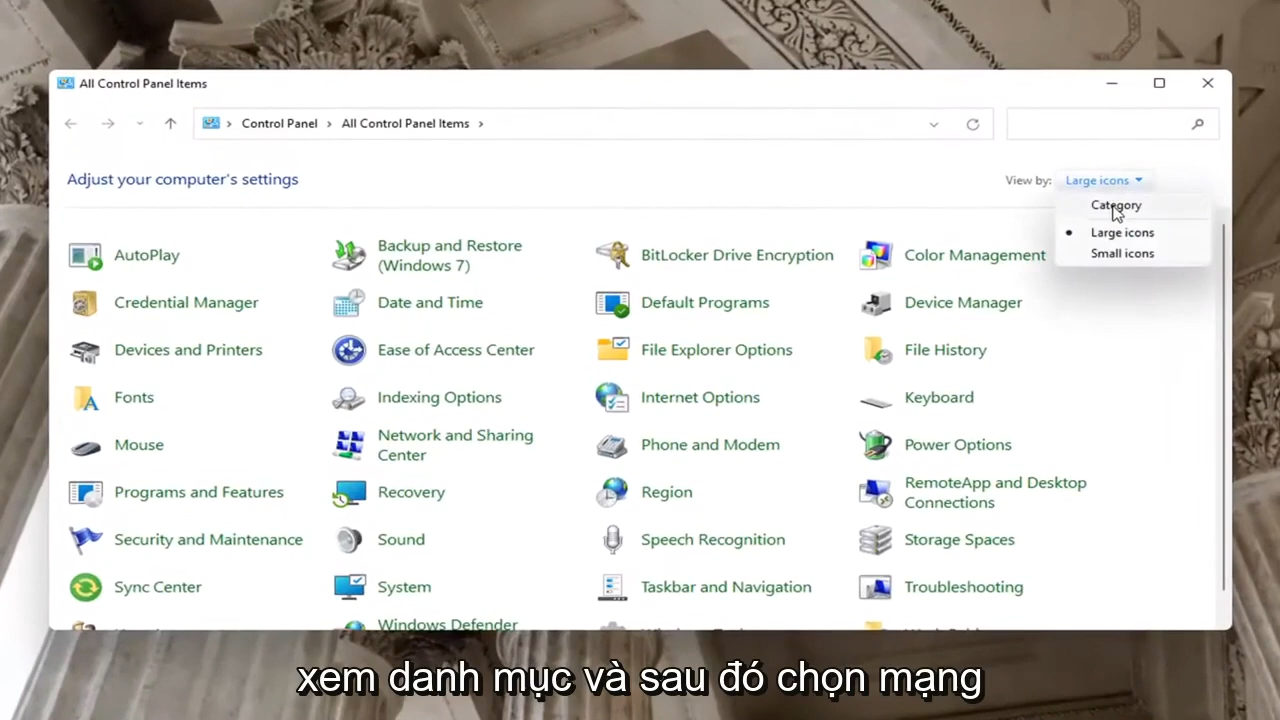 All Control Panel Items
Control Panel
All Control Panel Items
Adjust your computer's settings
View by:
Large icons
Category
Large icons
Small icons
AutoPlay
Backup and Restore
(Windows 7)
BitLocker Drive Encryption
Color Management
Credential Manager
Date and Time
Default Programs
Device Manager
Devices and Printers
Ease of Access Center
File Explorer Options
File History
Fonts
Indexing Options
Internet Options
Keyboard
Mouse
Network and Sharing
Center
Phone and Modem
Power Options
Programs and Features
Recovery
Region
RemoteApp and Desktop
Connections
Security and Maintenance
Sound
Speech Recognition
Storage Spaces
Sync Center
System
Taskbar and Navigation
Troubleshooting
Windows Defender
xem danh mục và sau đó chọn mạng